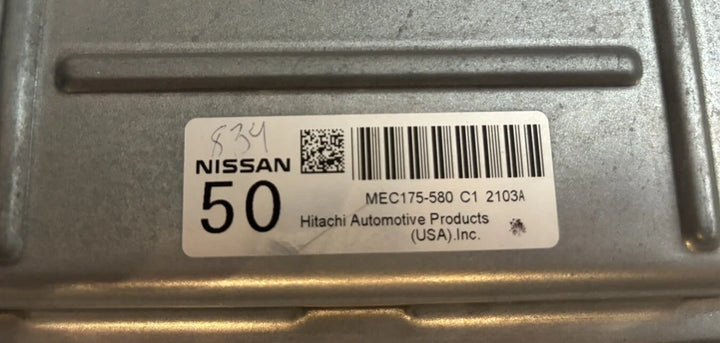 834
NISSAN
50
MEC175-580 C1 2103A
Hitachi Automotive Products
(USA).Inc.